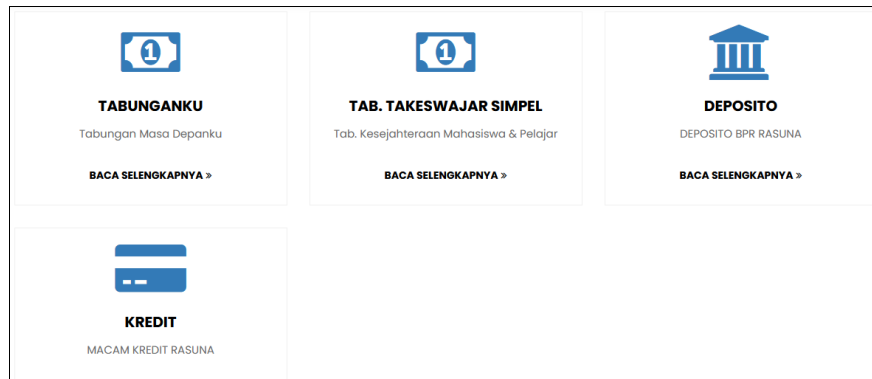 TABUNGANKU
Tabungan Masa Depanku
BACA SELENGKAPNYA »
TAB. TAKESWAJAR SIMPEL
Tab. Kesejahteraan Mahasiswa & Pelajar
BACA SELENGKAPNYA »
DEPOSITO
DEPOSITO BPR RASUNA
BACA SELENGKAPNYA »
KREDIT
MACAM KREDIT RASUNA